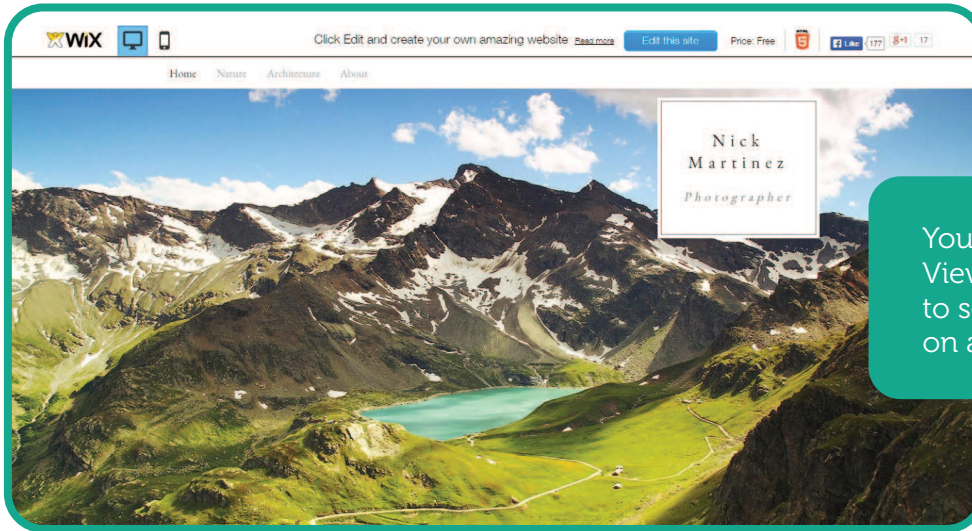 WiX
Click Edit and create your own amazing website Read more Edit this site Price: Free 5 Like 177 g+1 17
Home Nature Architecture About
Nick
Martinez
Photographer
You
View
to s
on a